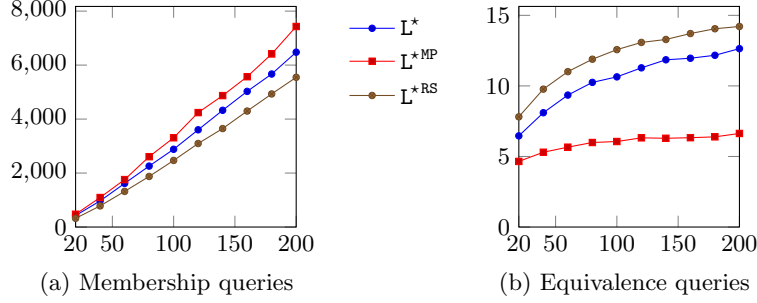 8,000
6,000
4,000
2,000
0
20 50 100 150 200
(a) Membership queries
L⋆
L⋆MP
L⋆RS
15
10
5
0
20 50 100 150 200
(b) Equivalence queries